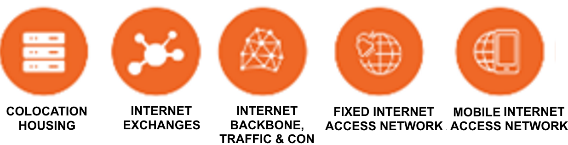 COLOCATION
HOUSING
INTERNET
EXCHANGES
INTERNET
BACKBONE,
TRAFFIC & CON
FIXED INTERNET
ACCESS NETWORK
MOBILE INTERNET
ACCESS NETWORK